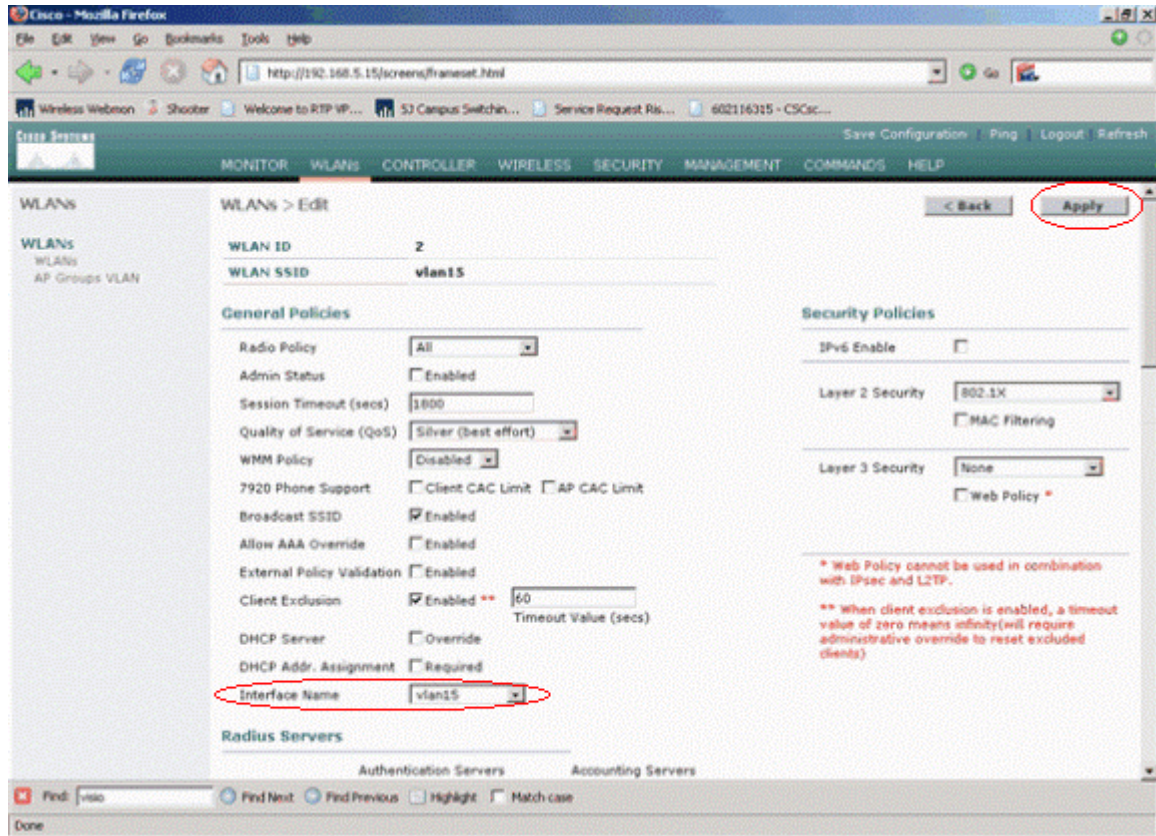 Cisco - Mozilla Firefox
File Edit View Go Bookmarks Tools Help
http://192.168.5.15/screens/frameset.html Go
Wireless Webmon Shooter Welcome to RTP VP... SJ Campus Switchin... Service Request Ris... 602116315 - CSCsc...
Cisco Systems
Save Configuration Ping Logout Refresh
MONITOR WLANs CONTROLLER WIRELESS SECURITY MANAGEMENT COMMANDS HELP
WLANs
WLANs
WLANs
AP Groups VLAN
WLANs > Edit
< Back Apply
WLAN ID 2
WLAN SSID vlan15
General Policies
Radio Policy All
Admin Status Enabled
Session Timeout (secs) 1800
Quality of Service (QoS) Silver (best effort)
WMM Policy Disabled
7920 Phone Support Client CAC Limit AP CAC Limit
Broadcast SSID Enabled
Allow AAA Override Enabled
External Policy Validation Enabled
Client Exclusion Enabled ** 60
Timeout Value (secs)
DHCP Server Override
DHCP Addr. Assignment Required
Interface Name vlan15
Radius Servers
Authentication Servers Accounting Servers
Security Policies
IPv6 Enable
Layer 2 Security 802.1X
MAC Filtering
Layer 3 Security None
Web Policy *
* Web Policy cannot be used in combination
with IPsec and L2TP.
** When client exclusion is enabled, a timeout
value of zero means infinity(will require
administrative override to reset excluded
clients)
Find: visio Find Next Find Previous Highlight Match case
Done